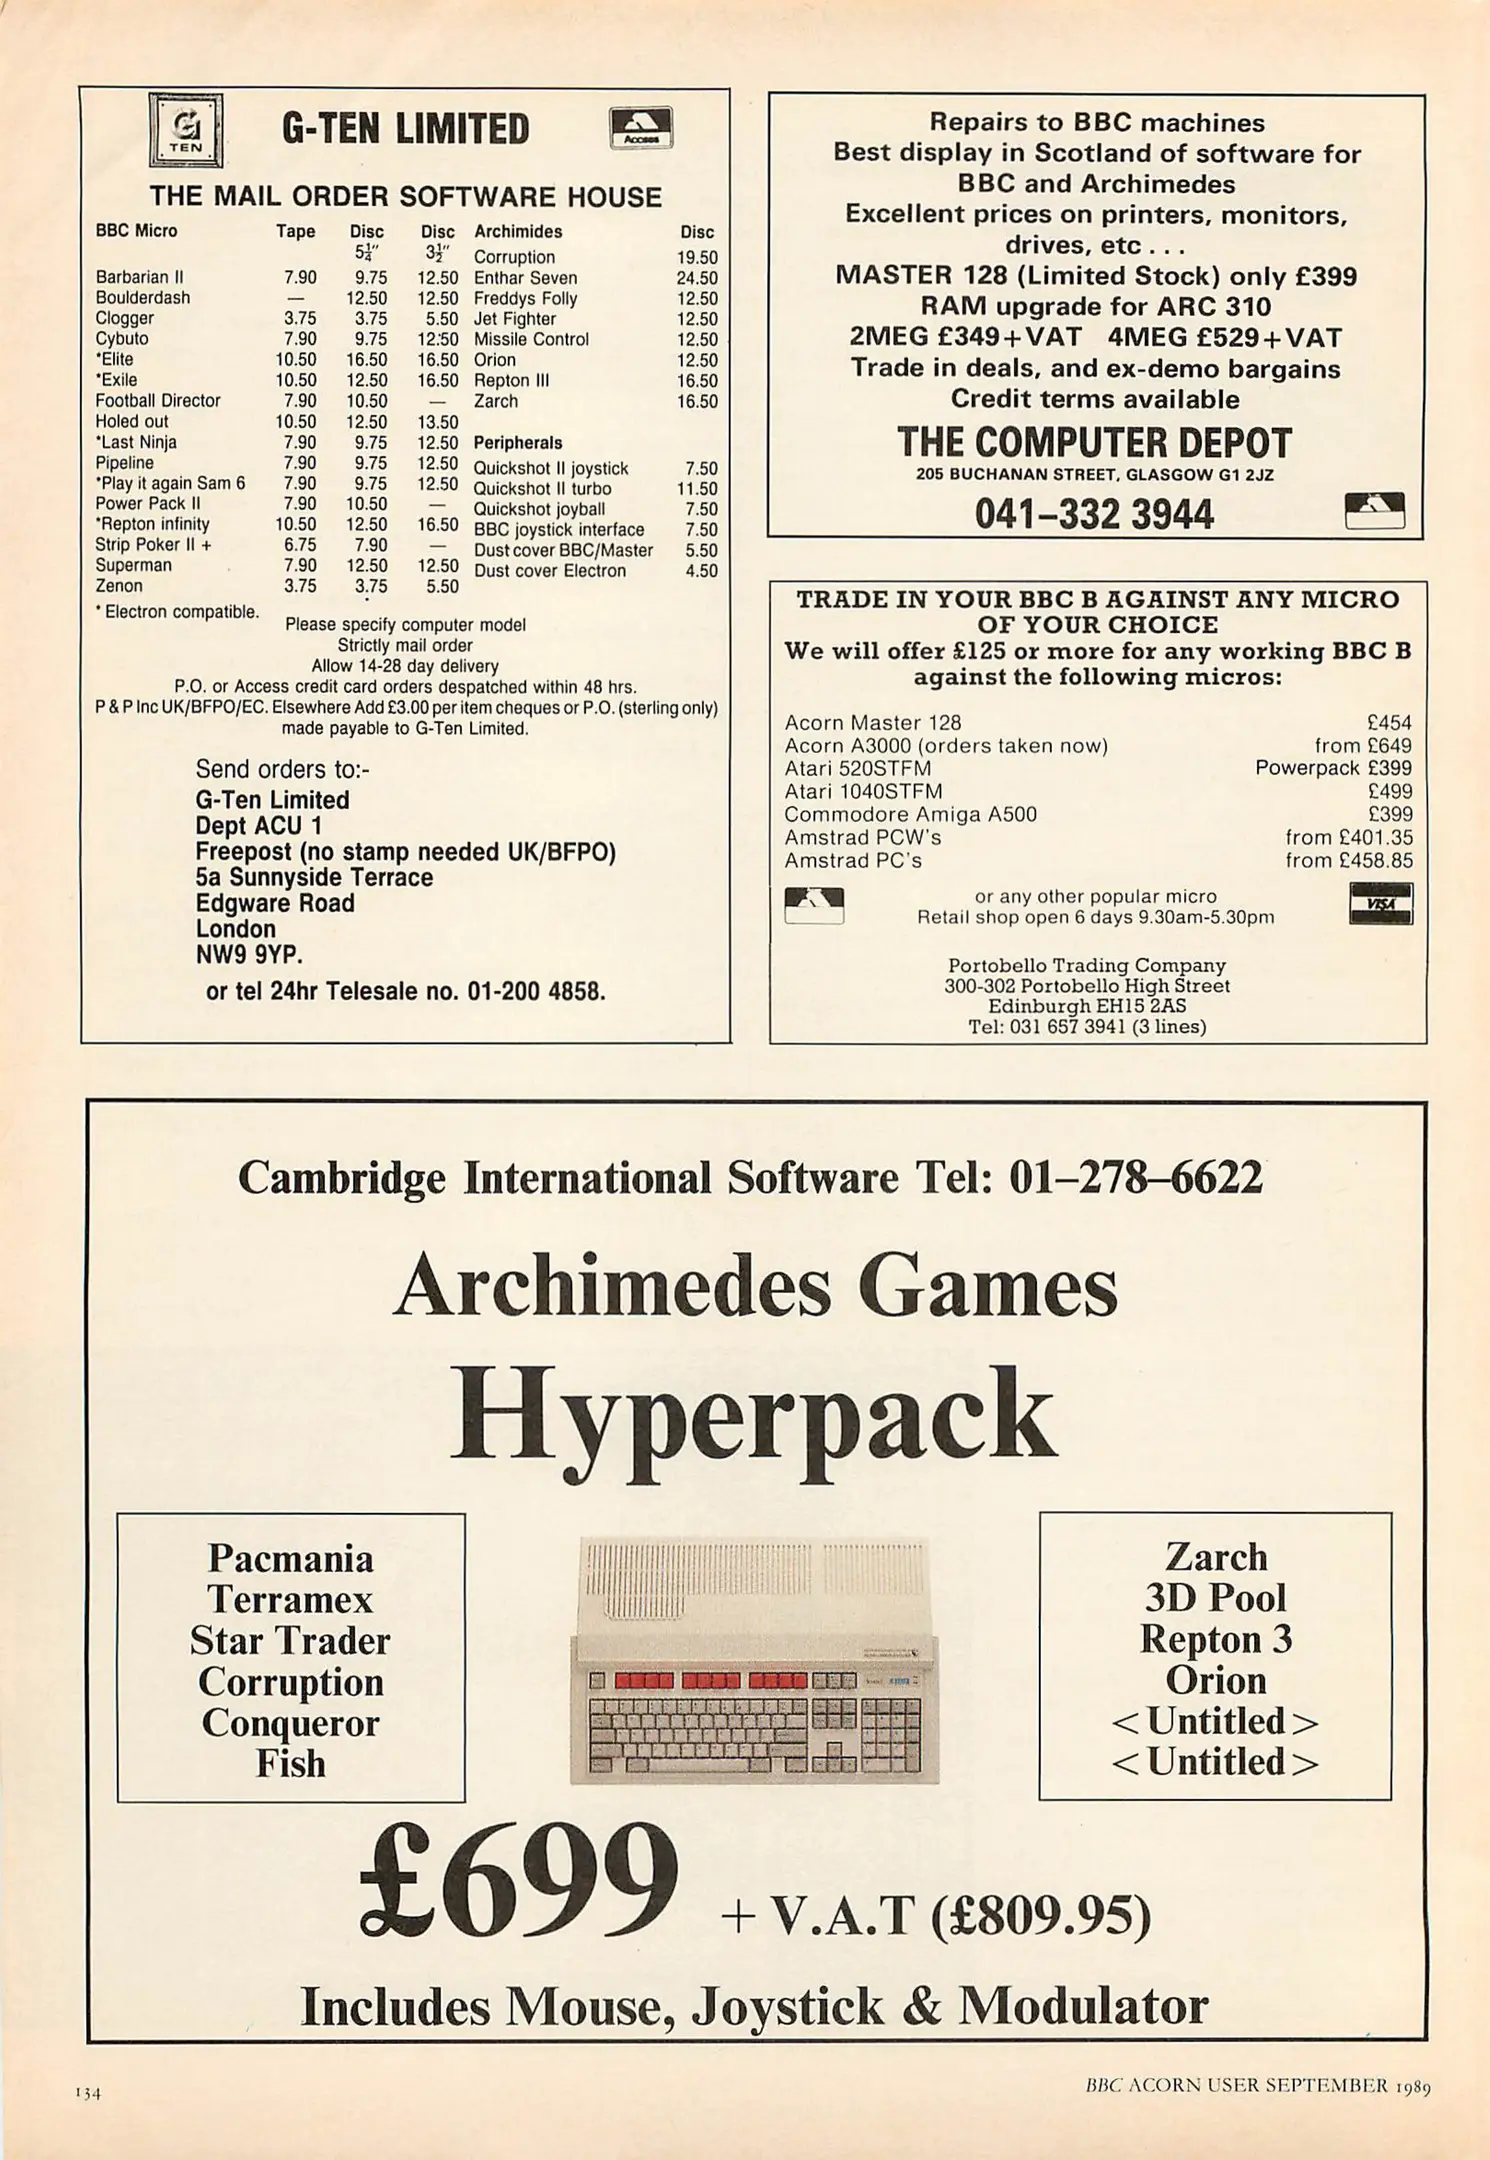 G
TEN
G-TEN LIMITED
Access
THE MAIL ORDER SOFTWARE HOUSE
BBC Micro Tape Disc Disc Archimides Disc
5¼" 3½" Corruption 19.50
Barbarian II 7.90 9.75 12.50 Enthar Seven 24.50
Boulderdash — 12.50 12.50 Freddys Folly 12.50
Clogger 3.75 3.75 5.50 Jet Fighter 12.50
Cybuto 7.90 9.75 12:50 Missile Control 12.50
*Elite 10.50 16.50 16.50 Orion 12.50
*Exile 10.50 12.50 16.50 Repton III 16.50
Football Director 7.90 10.50 — Zarch 16.50
Holed out 10.50 12.50 13.50
*Last Ninja 7.90 9.75 12.50 Peripherals
Pipeline 7.90 9.75 12.50 Quickshot II joystick 7.50
*Play it again Sam 6 7.90 9.75 12.50 Quickshot II turbo 11.50
Power Pack II 7.90 10.50 — Quickshot joyball 7.50
*Repton infinity 10.50 12.50 16.50 BBC joystick interface 7.50
Strip Poker II + 6.75 7.90 — Dust cover BBC/Master 5.50
Superman 7.90 12.50 12.50 Dust cover Electron 4.50
Zenon 3.75 3.75 5.50
* Electron compatible.
Please specify computer model
Strictly mail order
Allow 14-28 day delivery
P.O. or Access credit card orders despatched within 48 hrs.
P & P Inc UK/BFPO/EC. Elsewhere Add £3.00 per item cheques or P.O. (sterling only)
made payable to G-Ten Limited.
Send orders to:-
G-Ten Limited
Dept ACU 1
Freepost (no stamp needed UK/BFPO)
5a Sunnyside Terrace
Edgware Road
London
NW9 9YP.
or tel 24hr Telesale no. 01-200 4858.
Repairs to BBC machines
Best display in Scotland of software for
BBC and Archimedes
Excellent prices on printers, monitors,
drives, etc . . .
MASTER 128 (Limited Stock) only £399
RAM upgrade for ARC 310
2MEG £349+VAT 4MEG £529+VAT
Trade in deals, and ex-demo bargains
Credit terms available
THE COMPUTER DEPOT
205 BUCHANAN STREET, GLASGOW G1 2JZ
041–332 3944
TRADE IN YOUR BBC B AGAINST ANY MICRO
OF YOUR CHOICE
We will offer £125 or more for any working BBC B
against the following micros:
Acorn Master 128 £454
Acorn A3000 (orders taken now) from £649
Atari 520STFM Powerpack £399
Atari 1040STFM £499
Commodore Amiga A500 £399
Amstrad PCW's from £401.35
Amstrad PC's from £458.85
or any other popular micro
Retail shop open 6 days 9.30am-5.30pm
VISA
Portobello Trading Company
300-302 Portobello High Street
Edinburgh EH15 2AS
Tel: 031 657 3941 (3 lines)
Cambridge International Software Tel: 01–278–6622
Archimedes Games
Hyperpack
Pacmania
Terramex
Star Trader
Corruption
Conqueror
Fish
Zarch
3D Pool
Repton 3
Orion
<Untitled>
<Untitled>
£699 + V.A.T (£809.95)
Includes Mouse, Joystick & Modulator
134
BBC ACORN USER SEPTEMBER 1989